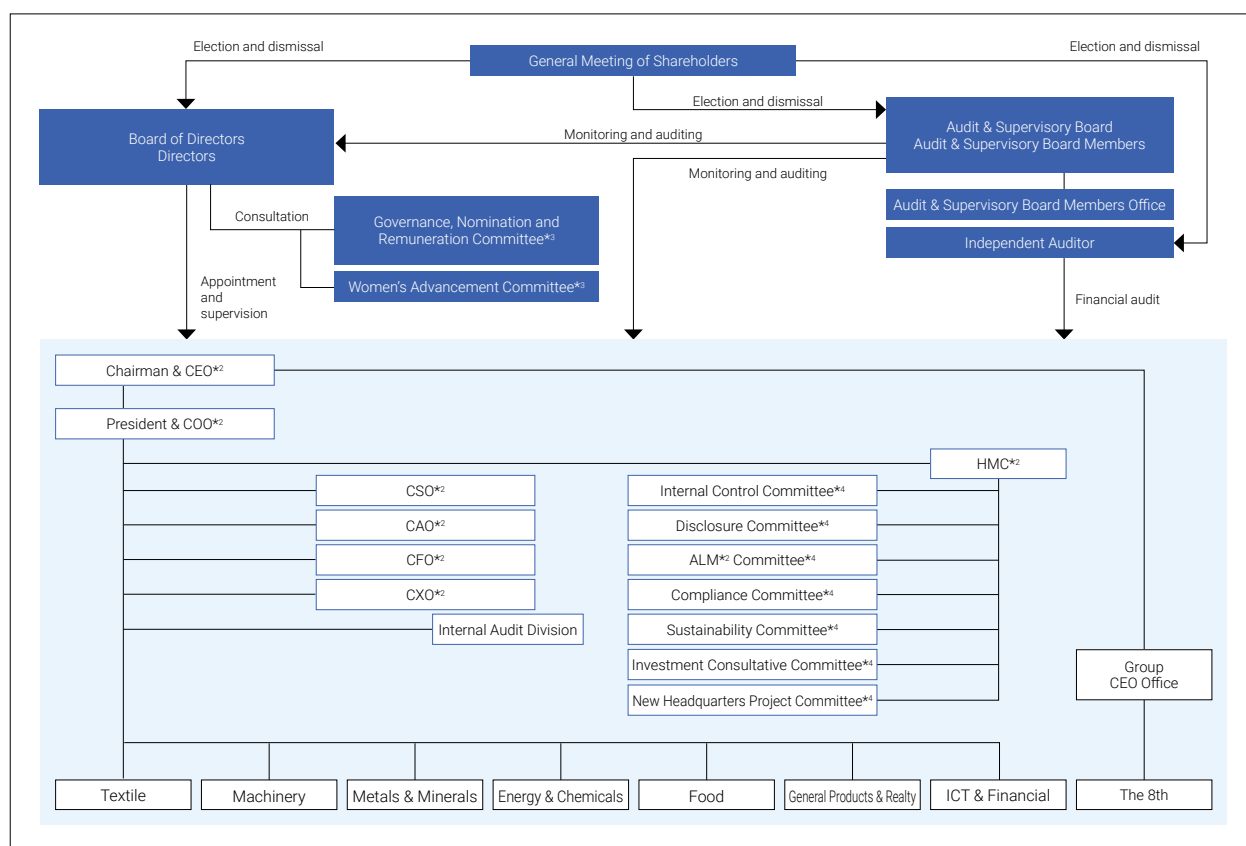 Election and dismissal
Election and dismissal
General Meeting of Shareholders
Election and dismissal
Board of Directors
Directors
Monitoring and auditing
Audit & Supervisory Board
Audit & Supervisory Board Members
Monitoring and auditing
Audit & Supervisory Board Members Office
Consultation
Governance, Nomination and
Remuneration Committee*3
Independent Auditor
Women's Advancement Committee*3
Appointment
and
supervision
Financial audit
Chairman & CEO*2
President & COO*2
HMC*2
CSO*2
Internal Control Committee*4
CAO*2
Disclosure Committee*4
CFO*2
ALM*2 Committee*4
CXO*2
Compliance Committee*4
Internal Audit Division
Sustainability Committee*4
Investment Consultative Committee*4
Group
CEO Office
New Headquarters Project Committee*4
Textile
Machinery
Metals & Minerals
Energy & Chemicals
Food
General Products & Realty
ICT & Financial
The 8th